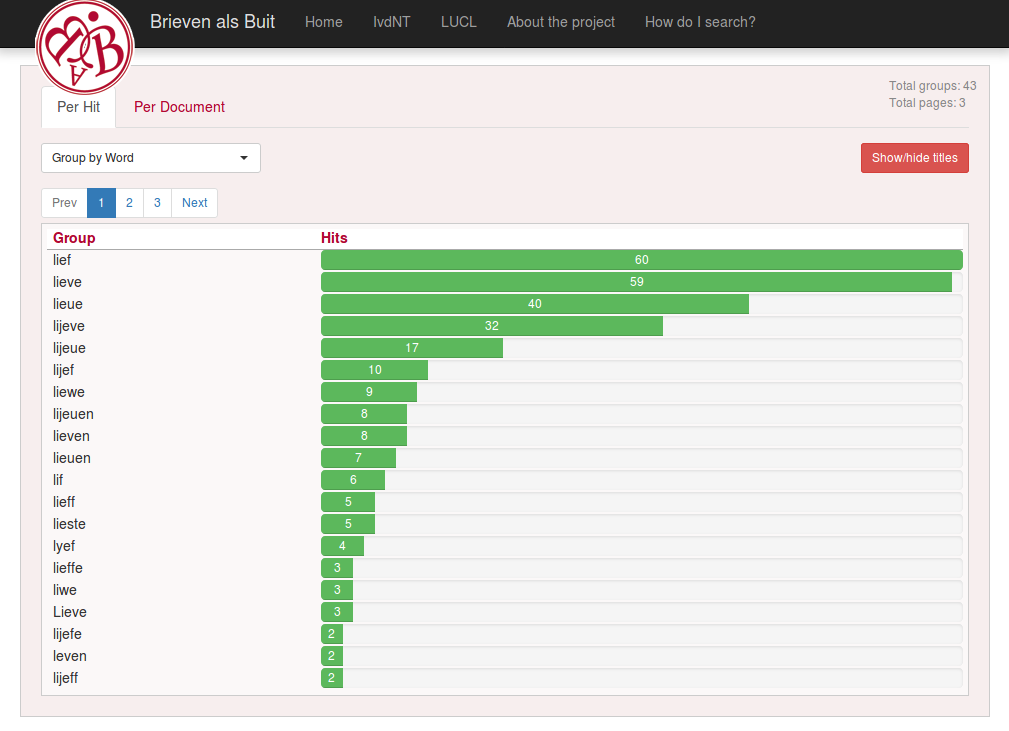 Brieven als Buit Home IvdNT LUCL About the project How do I search?
Total groups: 43
Total pages: 3
Per Hit Per Document
Group by Word Show/hide titles
Prev 1 2 3 Next
Group Hits
lief 60
lieve 59
lieue 40
lijeve 32
lijeue 17
lijef 10
liewe 9
lijeuen 8
lieven 8
lieuen 7
lif 6
lieff 5
lieste 5
lyef 4
lieffe 3
liwe 3
Lieve 3
lijefe 2
leven 2
lijeff 2